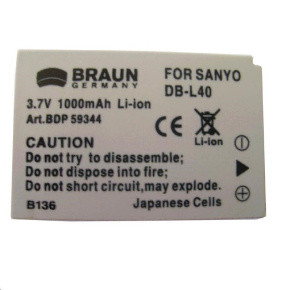 BRAUN
GERMANY
FOR SANYO
DB-L40
3.7V 1000mAh Li-ion
Art.BDP 59344
Li-ion
CAUTION
Do not try to disassemble;
Do not short circuit,may explode.
Do not dispose into fire.
B136
Japanese Cells